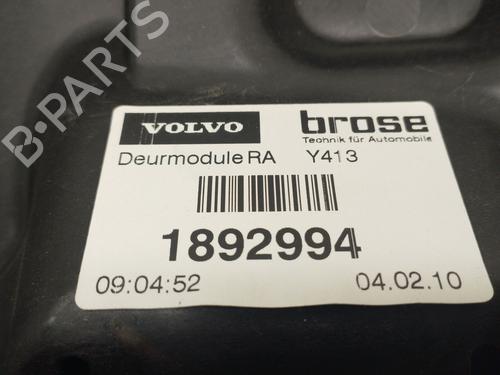 B-PARTS
VOLVO brose
Technik für Automobile
Deurmodule RA Y413
1892994
09:04:52 04.02.10